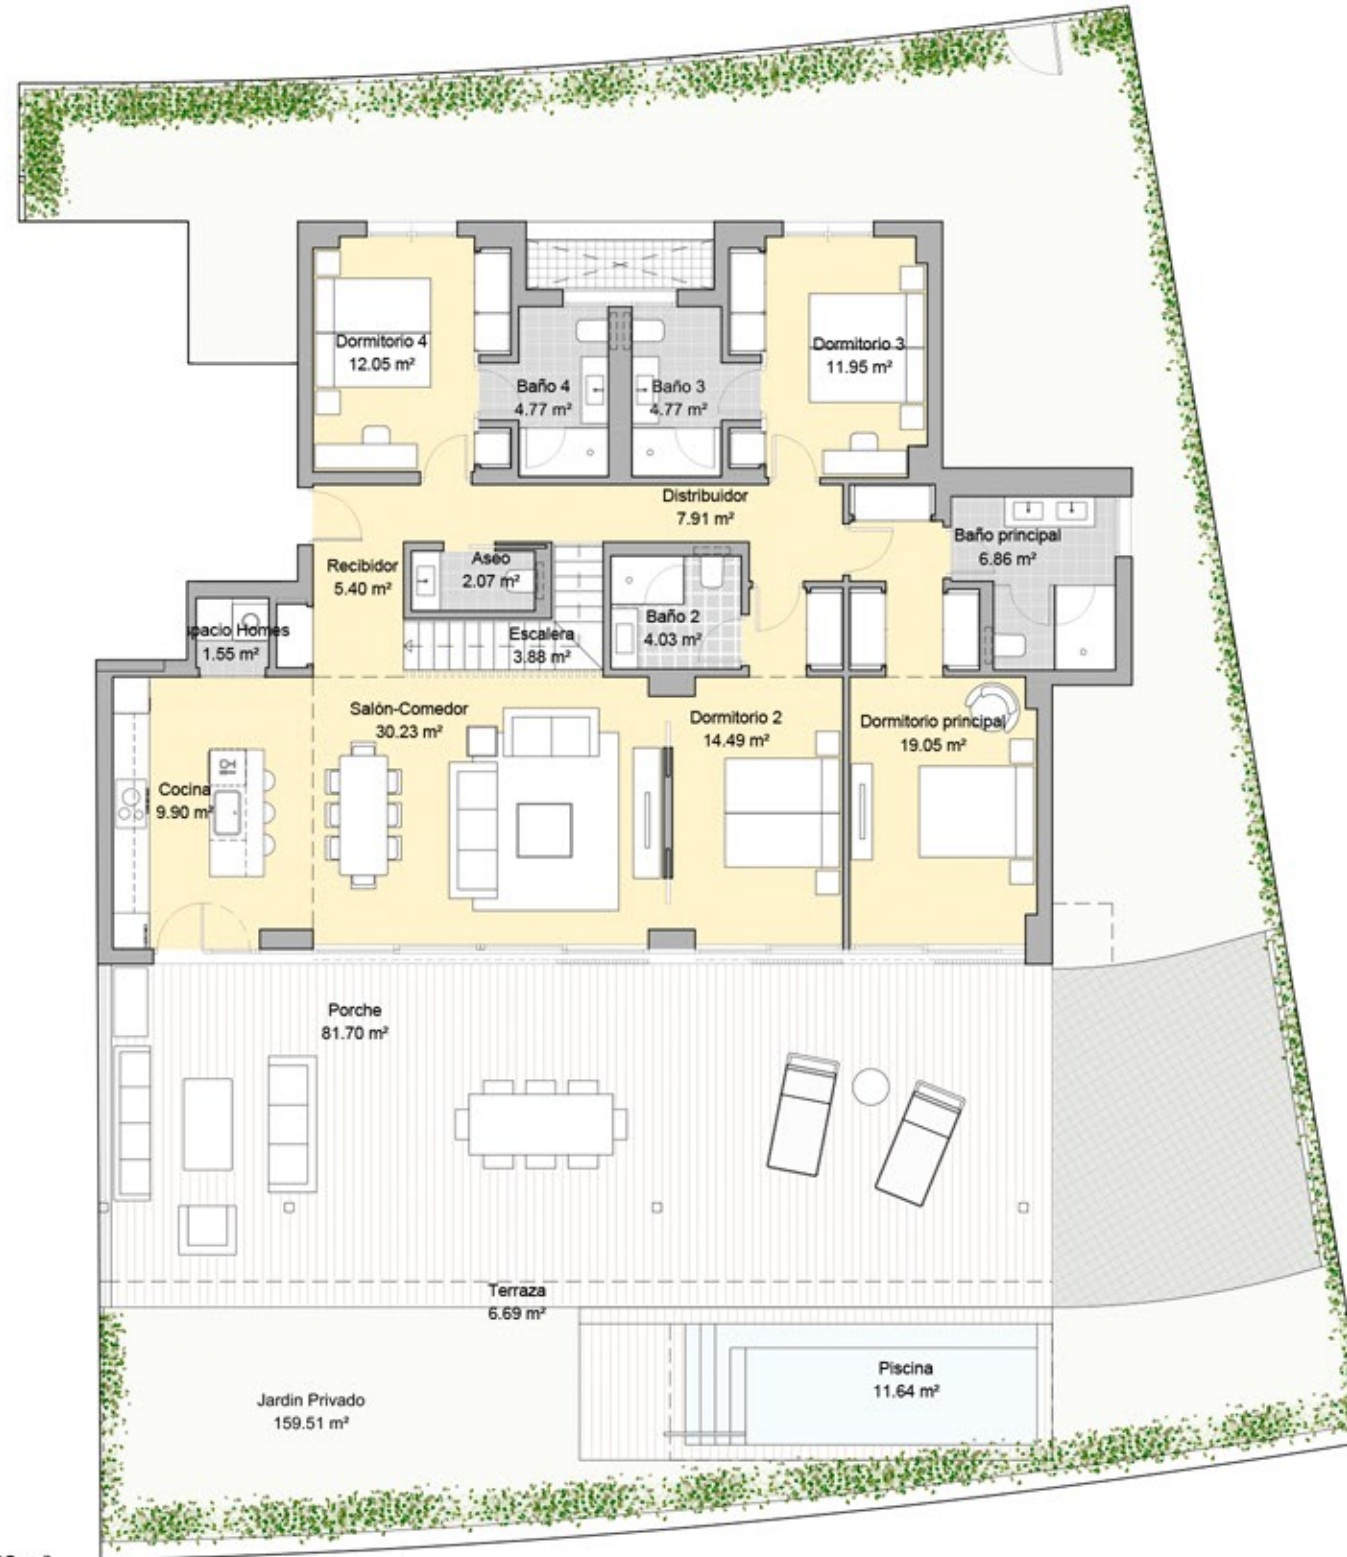 Dormitorio 4
12.05 m²
Dormitorio 3
11.95 m²
Baño 4
4.77 m²
Baño 3
4.77 m²
Distribuidor
7.91 m²
Baño principal
6.86 m²
Recibidor
5.40 m²
Aseo
2.07 m²
Baño 2
4.03 m²
Escalera
3.88 m²
Homes
1.55 m²
Salón-Comedor
30.23 m²
Dormitorio 2
14.49 m²
Dormitorio principal
19.05 m²
Cocina
9.90 m²
Porche
81.70 m²
Terraza
6.69 m²
Piscina
11.64 m²
Jardin Privado
159.51 m²